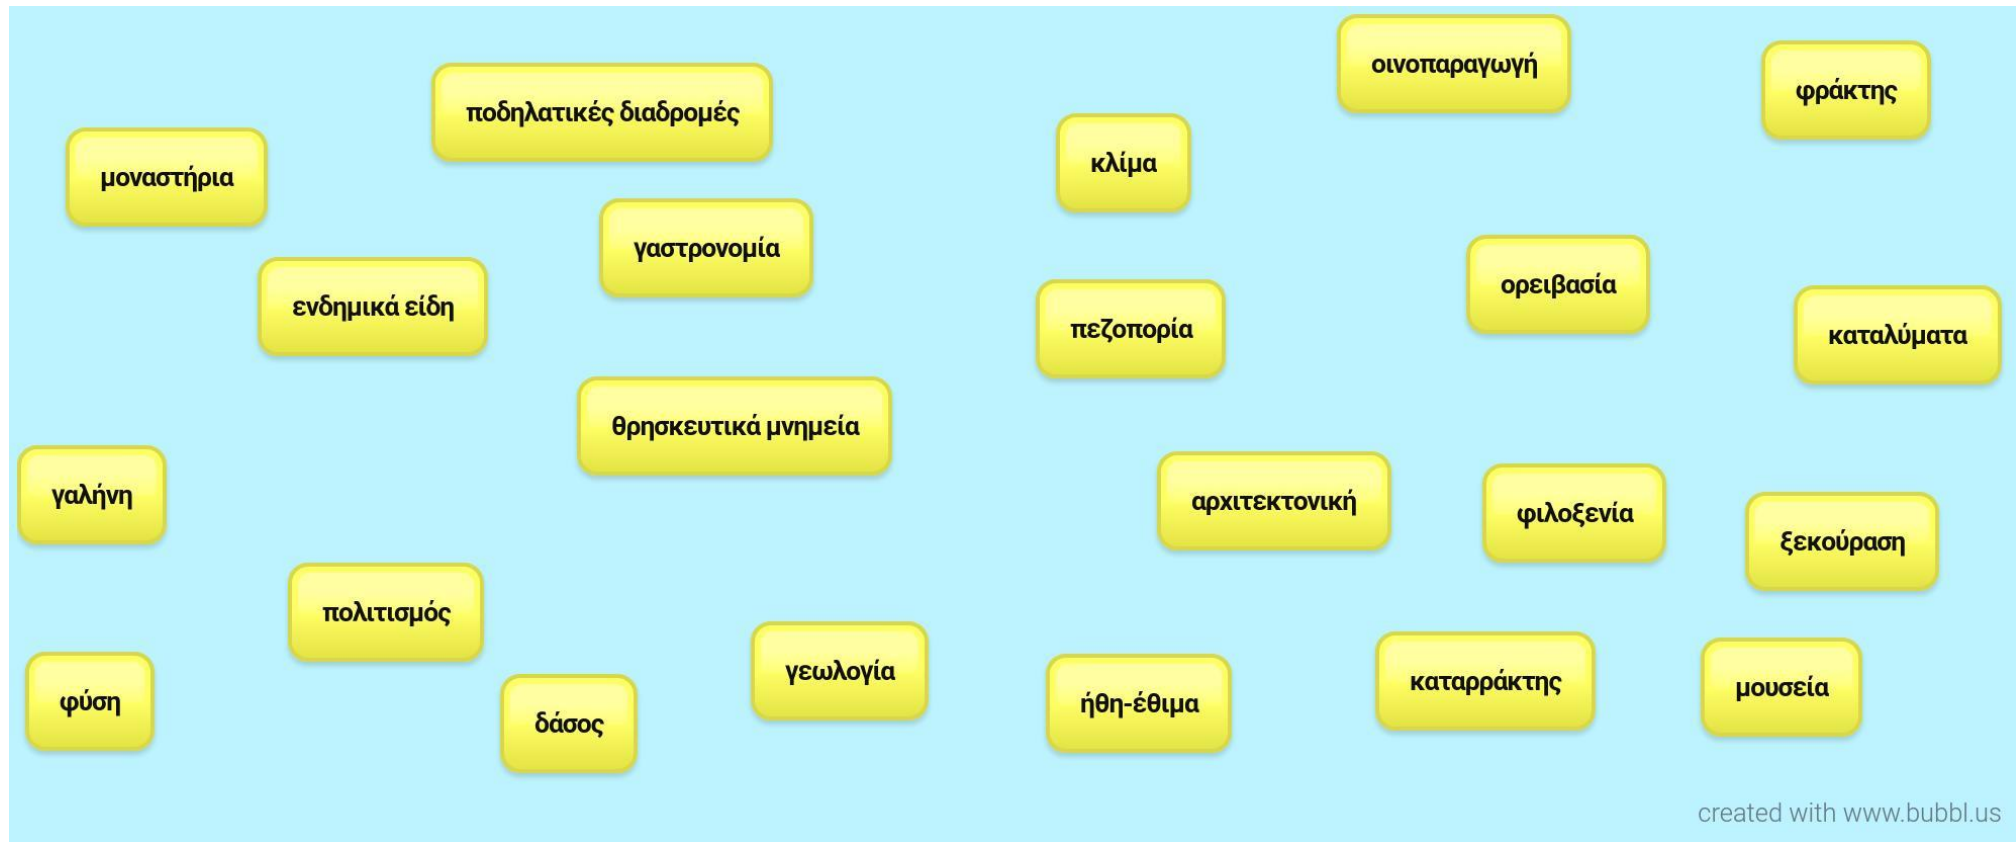 οινοπαραγωγή
φράκτης
ποδηλατικές διαδρομές
κλίμα
μοναστήρια
γαστρονομία
ορειβασία
ενδημικά είδη
πεζοπορία
καταλύματα
θρησκευτικά μνημεία
γαλήνη
αρχιτεκτονική
φιλοξενία
ξεκούραση
πολιτισμός
γεωλογία
καταρράκτης
μουσεία
φύση
ήθη-έθιμα
δάσος
created with www.bubbl.us